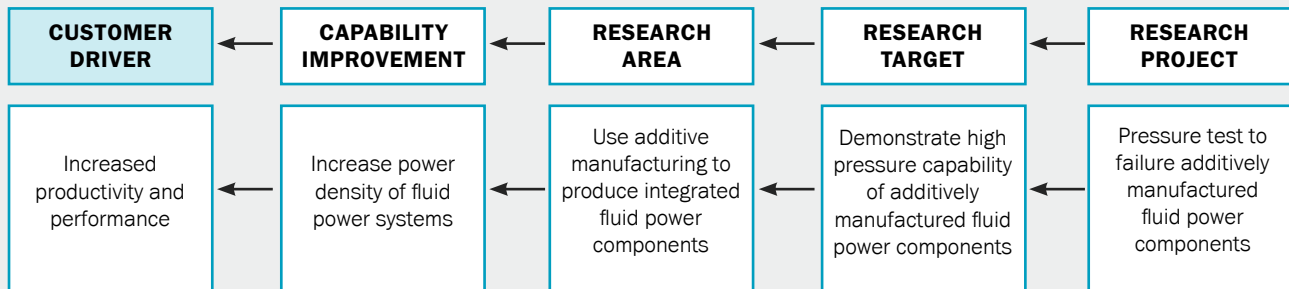 CUSTOMER
DRIVER
CAPABILITY
IMPROVEMENT
RESEARCH
AREA
RESEARCH
TARGET
RESEARCH
PROJECT
Increased
productivity and
performance
Increase power
density of fluid
power systems
Use additive
manufacturing to
produce integrated
fluid power
components
Demonstrate high
pressure capability
of additively
manufactured fluid
power components
Pressure test to
failure additively
manufactured
fluid power
components